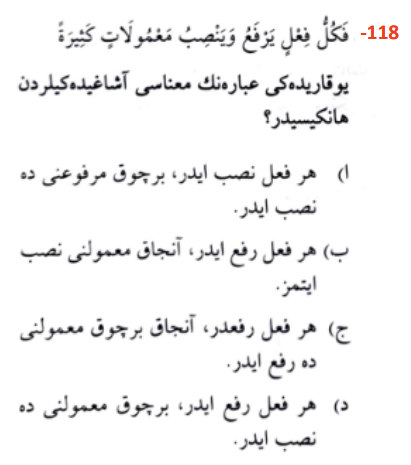 118- فَكُلُّ فِعْلٍ يَرْفَعُ وَيَنْصِبُ مَعْمُولَاتٍ كَثِيرَةً
يوقاريده‌كى عباره‌نك معناسى آشاغيده‌كيلردن
هانكيسيدر؟
ا) هر فعل نصب ايدر، برچوق مرفوعنى ده
نصب ايدر.
ب) هر فعل رفع ايدر، آنجاق معمولنى نصب
ايتمز.
ج) هر فعل رفعدر، آنجاق برچوق معمولنى
ده رفع ايدر.
د) هر فعل رفع ايدر، برچوق معمولنى ده
نصب ايدر.